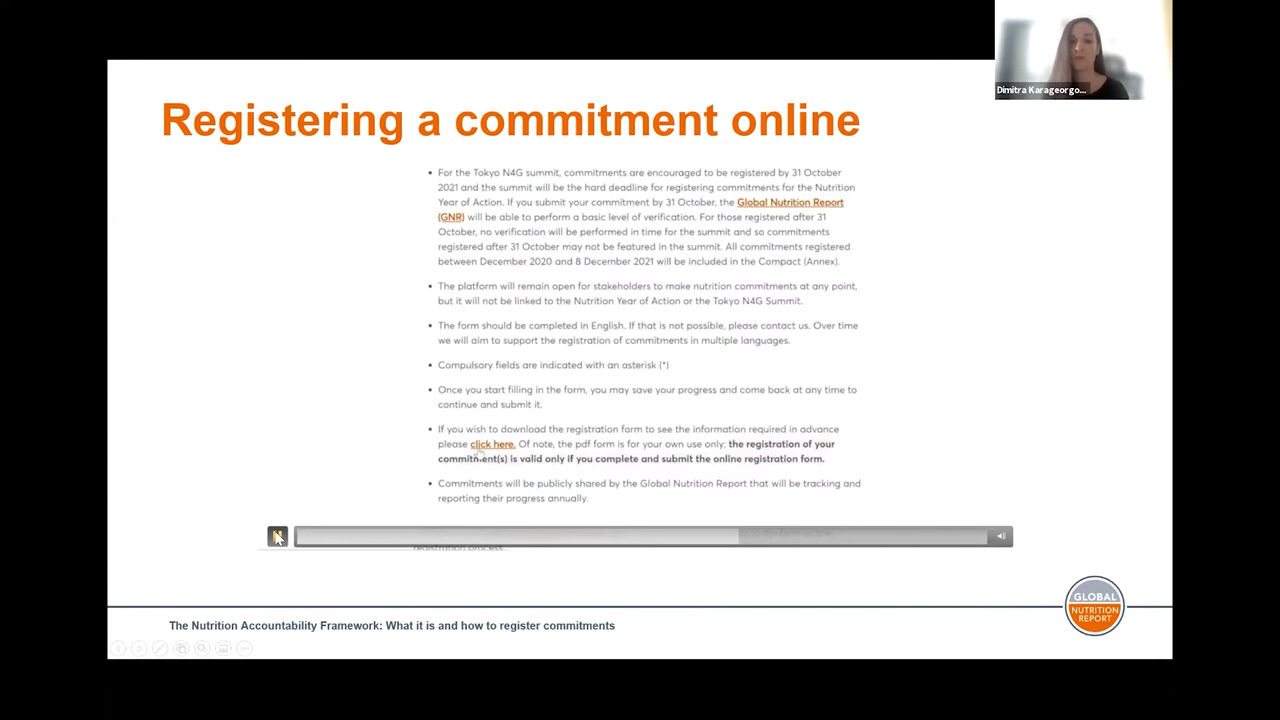 Dimitra Karageorgo...
Registering a commitment online
• For the Tokyo N4G summit, commitments are encouraged to be registered by 31 October
2021 and the summit will be the hard deadline for registering commitments for the Nutrition
Year of Action. If you submit your commitment by 31 October, the Global Nutrition Report
(GNR) will be able to perform a basic level of verification. For those registered after 31
October, no verification will be performed in time for the summit and so commitments
registered after 31 October may not be featured in the summit. All commitments registered
between December 2020 and 8 December 2021 will be included in the Compact (Annex).
• The platform will remain open for stakeholders to make nutrition commitments at any point,
but it will not be linked to the Nutrition Year of Action or the Tokyo N4G Summit.
• The form should be completed in English. If that is not possible, please contact us. Over time
we will aim to support the registration of commitments in multiple languages.
• Compulsory fields are indicated with an asterisk (*)
• Once you start filling in the form, you may save your progress and come back at any time to
continue and submit it.
• If you wish to download the registration form to see the information required in advance
please click here. Of note, the pdf form is for your own use only; the registration of your
commitment(s) is valid only if you complete and submit the online registration form.
• Commitments will be publicly shared by the Global Nutrition Report that will be tracking and
reporting their progress annually.
registration process
The Nutrition Accountability Framework: What it is and how to register commitments
GLOBAL
NUTRITION
REPORT